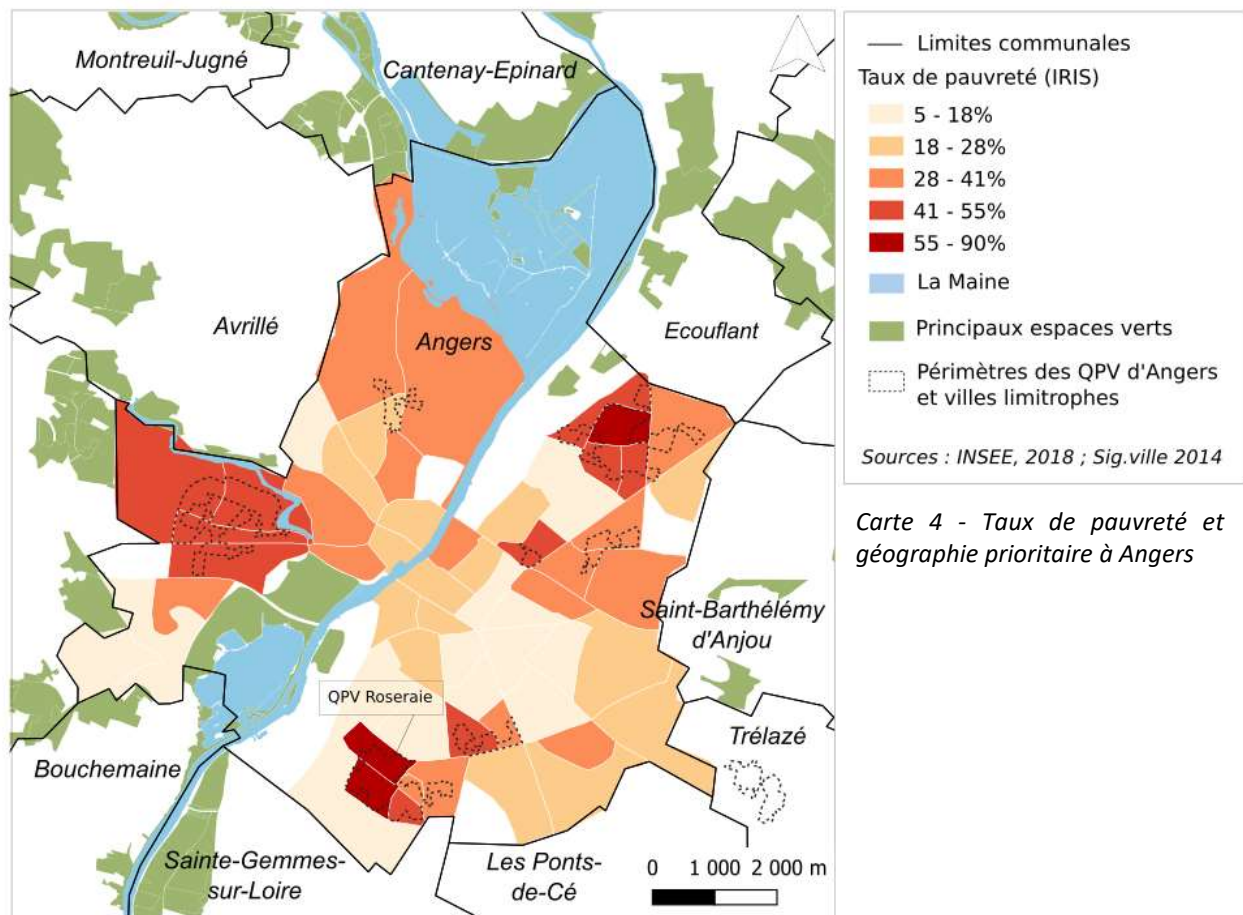 Montreuil-Jugné
Cantenay-Epinard
Avrillé
Angers
Ecouflant
Saint-Barthélémy
d'Anjou
QPV Roseraie
Trélazé
Bouchemaine
Sainte-Gemmes-
sur-Loire
Les Ponts-
de-Cé
0 1 000 2 000 m
Limites communales
Taux de pauvreté (IRIS)
5 - 18%
18 - 28%
28 - 41%
41 - 55%
55 - 90%
La Maine
Principaux espaces verts
Périmètres des QPV d'Angers
et villes limitrophes
Sources : INSEE, 2018 ; Sig.ville 2014
Carte 4 - Taux de pauvreté et
géographie prioritaire à Angers